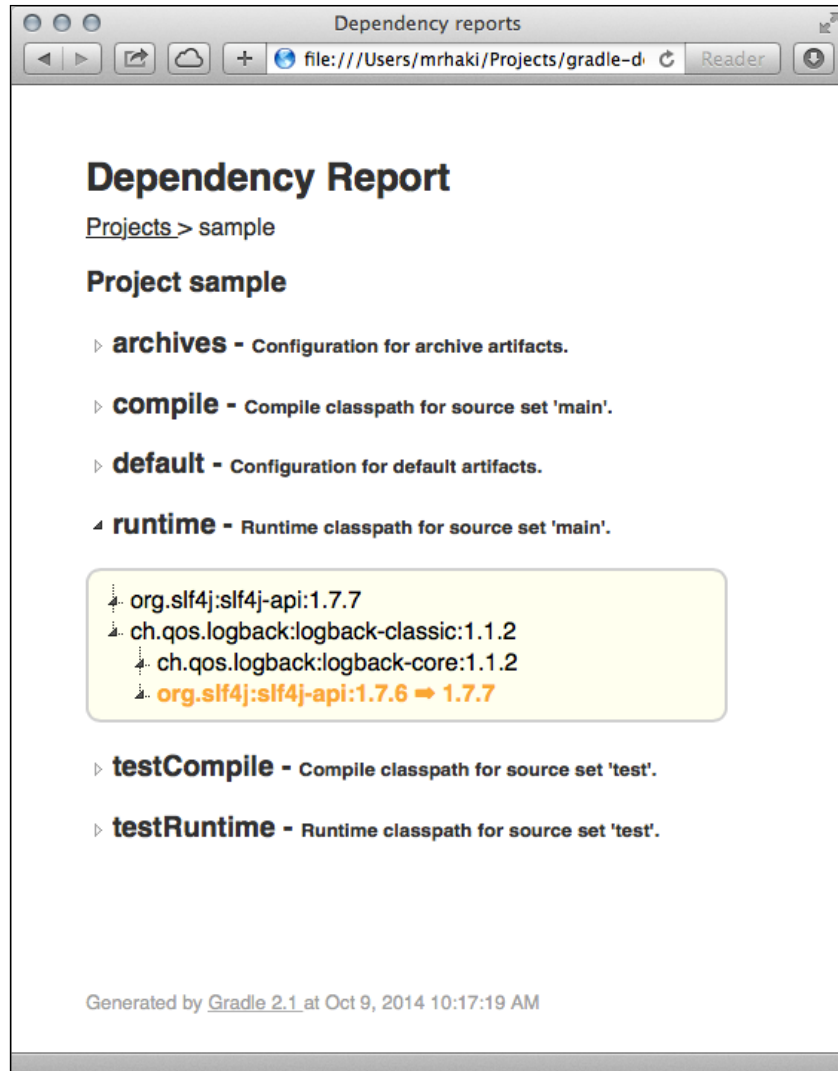 Dependency reports
file:///Users/mrhaki/Projects/gradle-d
Reader
Dependency Report
Projects > sample
Project sample
archives - Configuration for archive artifacts.
compile - Compile classpath for source set 'main'.
default - Configuration for default artifacts.
runtime - Runtime classpath for source set 'main'.
org.slf4j:slf4j-api:1.7.7
ch.qos.logback:logback-classic:1.1.2
ch.qos.logback:logback-core:1.1.2
org.slf4j:slf4j-api:1.7.6 ➡ 1.7.7
testCompile - Compile classpath for source set 'test'.
testRuntime - Runtime classpath for source set 'test'.
Generated by Gradle 2.1 at Oct 9, 2014 10:17:19 AM